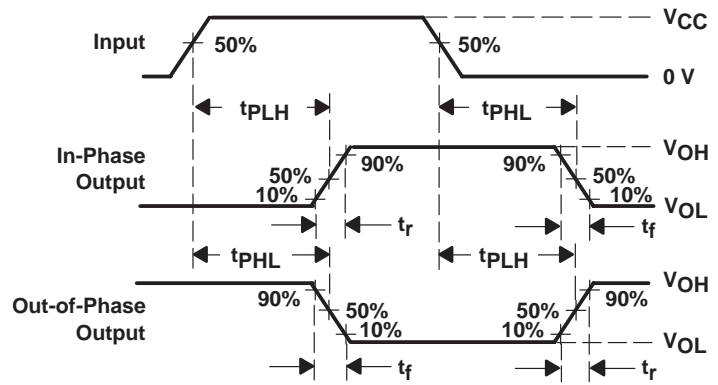 VCC
Input
50%
50%
0 V
tPLH
tPHL
In-Phase
Output
VOH
90%
90%
50%
50%
10%
10%
VOL
tr
tf
tPHL
tPLH
Out-of-Phase
Output
VOH
90%
90%
50%
50%
10%
10%
VOL
tf
tr